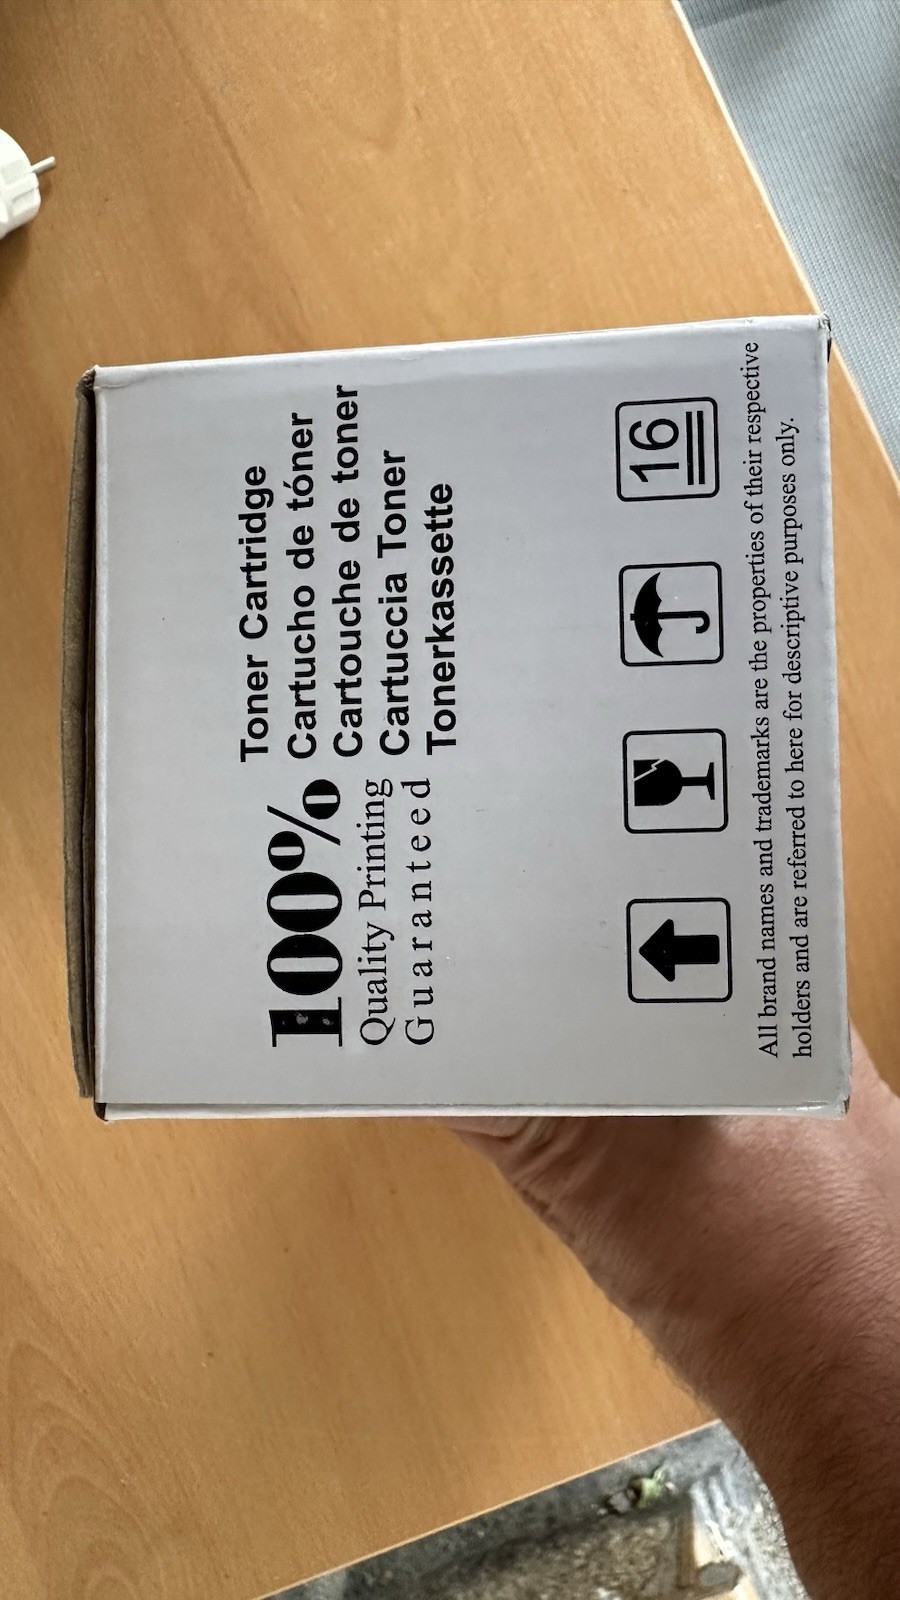 100%
Quality Printing
Guaranteed
Toner Cartridge
Cartucho de tóner
Cartouche de toner
Cartuccia Toner
Tonerkassette
16
All brand names and trademarks are the properties of their respective
holders and are referred to here for descriptive purposes only.